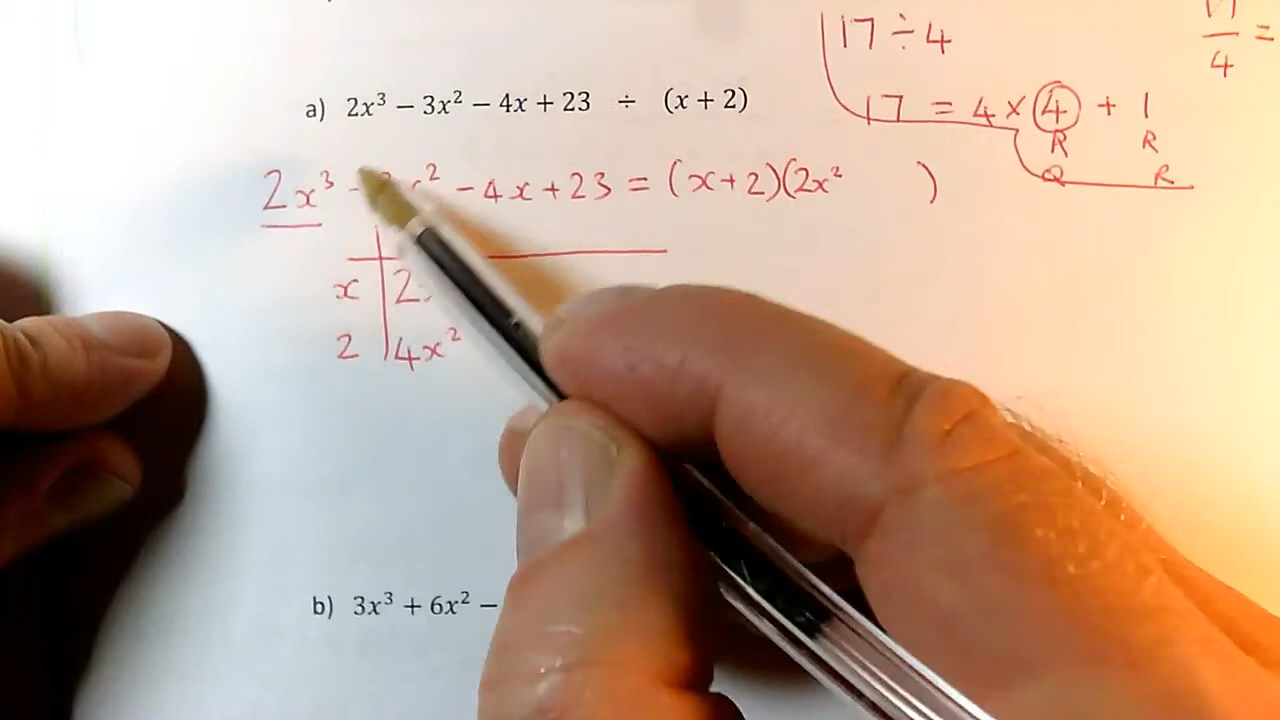 17 ÷ 4
4 =
a) 2x³ − 3x² − 4x + 23 ÷ (x + 2)
17 = 4 × 4 + 1
R R
2x³ - x² - 4x + 23 = (x + 2)(2x² )
Q R
x 2
2 4x²
b) 3x³ + 6x² −